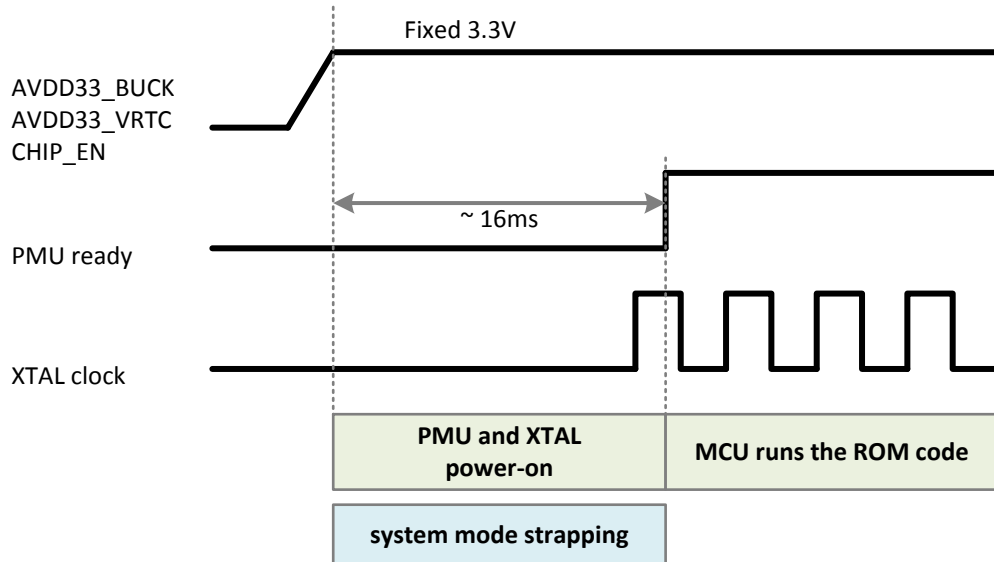 Fixed 3.3V
AVDD33_BUCK
AVDD33_VRTC
CHIP_EN
~ 16ms
PMU ready
XTAL clock
PMU and XTAL
power-on
MCU runs the ROM code
system mode strapping